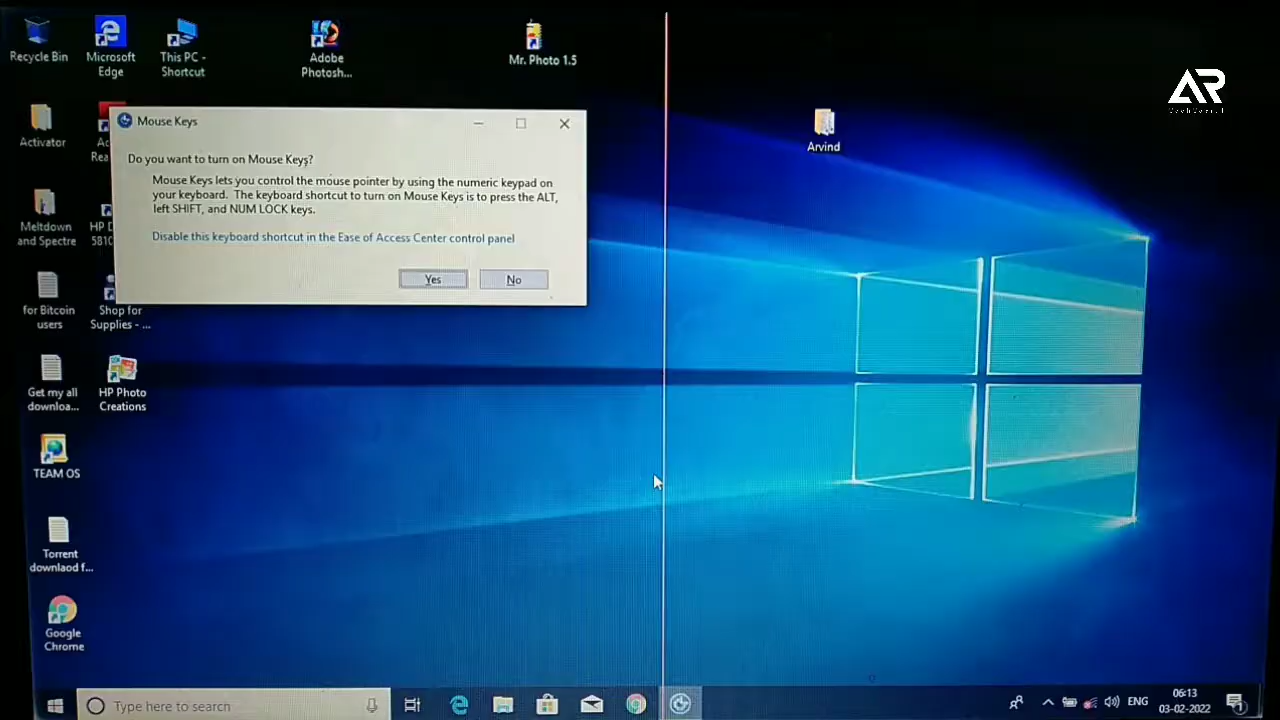 Recycle Bin
Microsoft
Edge
This PC -
Shortcut
Adobe
Photosh...
Mr. Photo 1.5
AR
Activator
Rea
Mouse Keys
Do you want to turn on Mouse Keys?
Mouse Keys lets you control the mouse pointer by using the numeric keypad on
your keyboard. The keyboard shortcut to turn on Mouse Keys is to press the ALT,
left SHIFT, and NUM LOCK keys.
Disable this keyboard shortcut in the Ease of Access Center control panel
Yes
No
Arvind
Meltdown
and Spectre
HP D
5810
for Bitcoin
users
Shop for
Supplies - ...
Get my all
downloa...
HP Photo
Creations
TEAM OS
Torrent
downlaod f...
Google
Chrome
Type here to search
ENG
06:13
03-02-2022
1